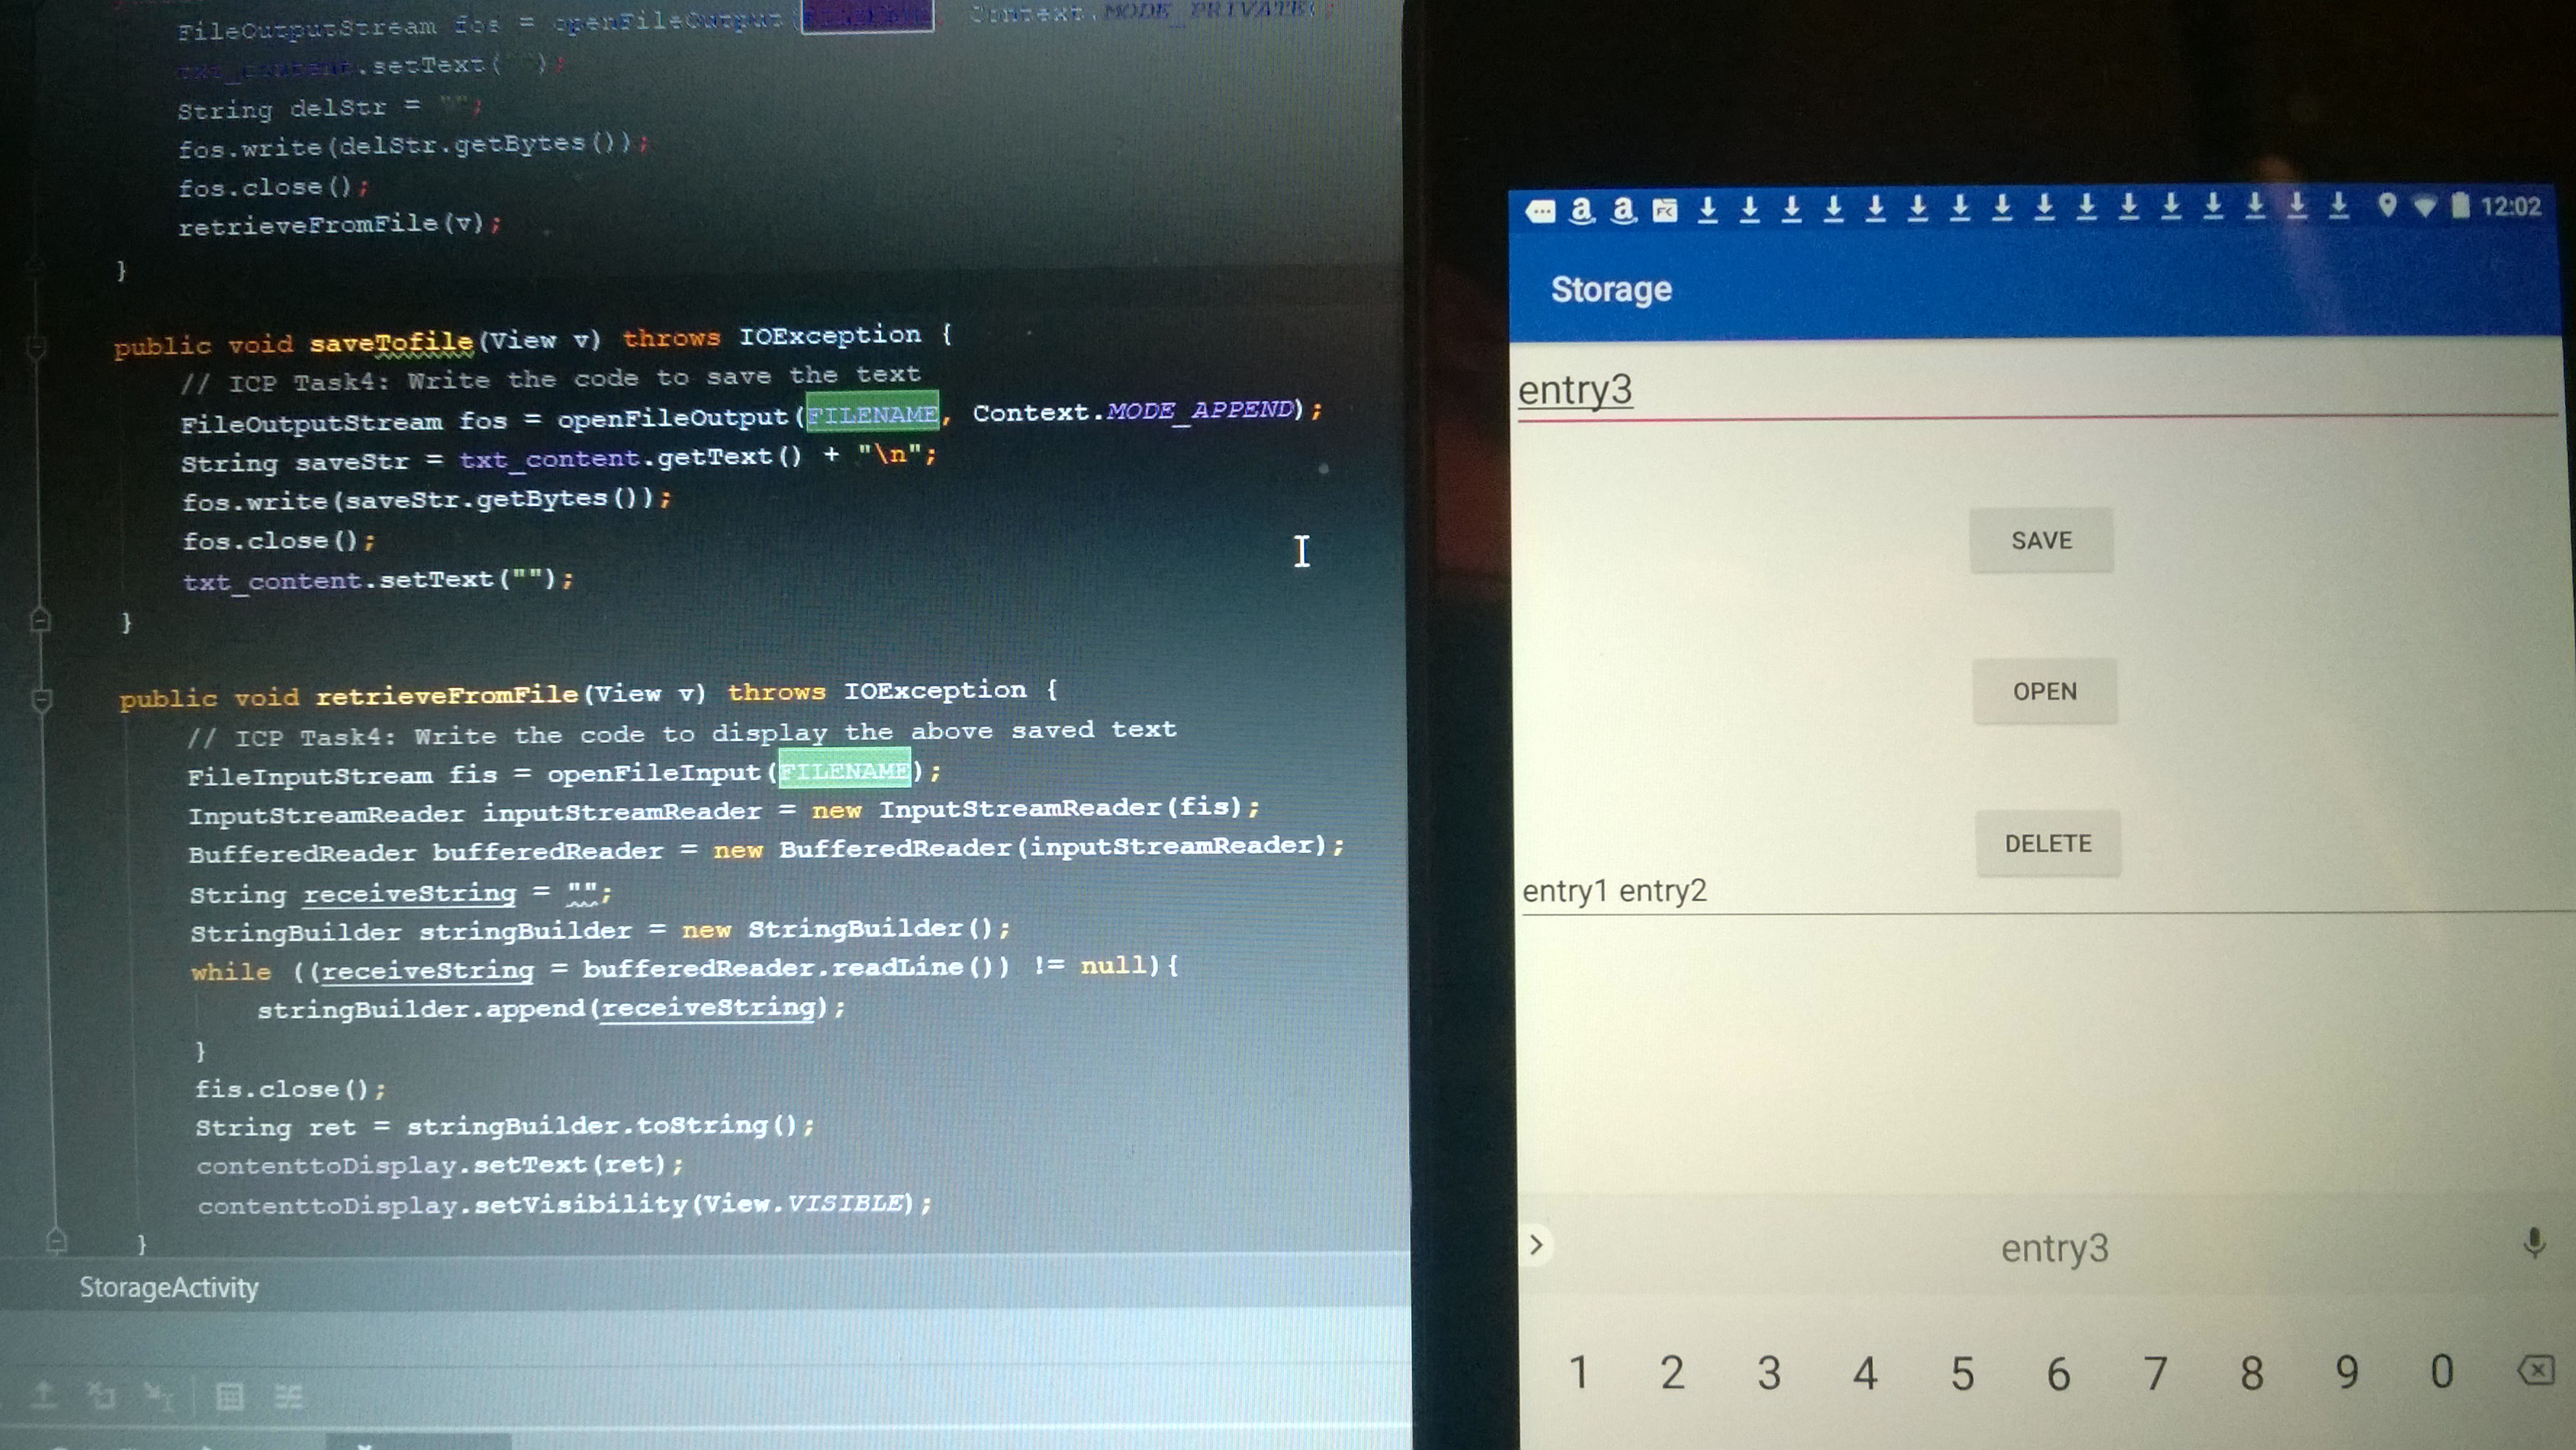 FileOutputStream fos = openFileOutput(FILENAME, Context.MODE_PRIVATE);
txt_content.setText("");
String delStr = "";
fos.write(delStr.getBytes());
fos.close();
retrieveFromFile(v);
}
public void saveTofile(View v) throws IOException {
// ICP Task4: Write the code to save the text
FileOutputStream fos = openFileOutput(FILENAME, Context.MODE_APPEND);
String saveStr = txt_content.getText() + "\n";
fos.write(saveStr.getBytes());
fos.close();
txt_content.setText("");
}
public void retrieveFromFile(View v) throws IOException {
// ICP Task4: Write the code to display the above saved text
FileInputStream fis = openFileInput(FILENAME);
InputStreamReader inputStreamReader = new InputStreamReader(fis);
BufferedReader bufferedReader = new BufferedReader(inputStreamReader);
String receiveString = "";
StringBuilder stringBuilder = new StringBuilder();
while ((receiveString = bufferedReader.readLine()) != null){
stringBuilder.append(receiveString);
}
fis.close();
String ret = stringBuilder.toString();
contenttoDisplay.setText(ret);
contenttoDisplay.setVisibility(View.VISIBLE);
}
StorageActivity
12:02
Storage
entry3
SAVE
OPEN
DELETE
entry1 entry2
entry3
1 2 3 4 5 6 7 8 9 0